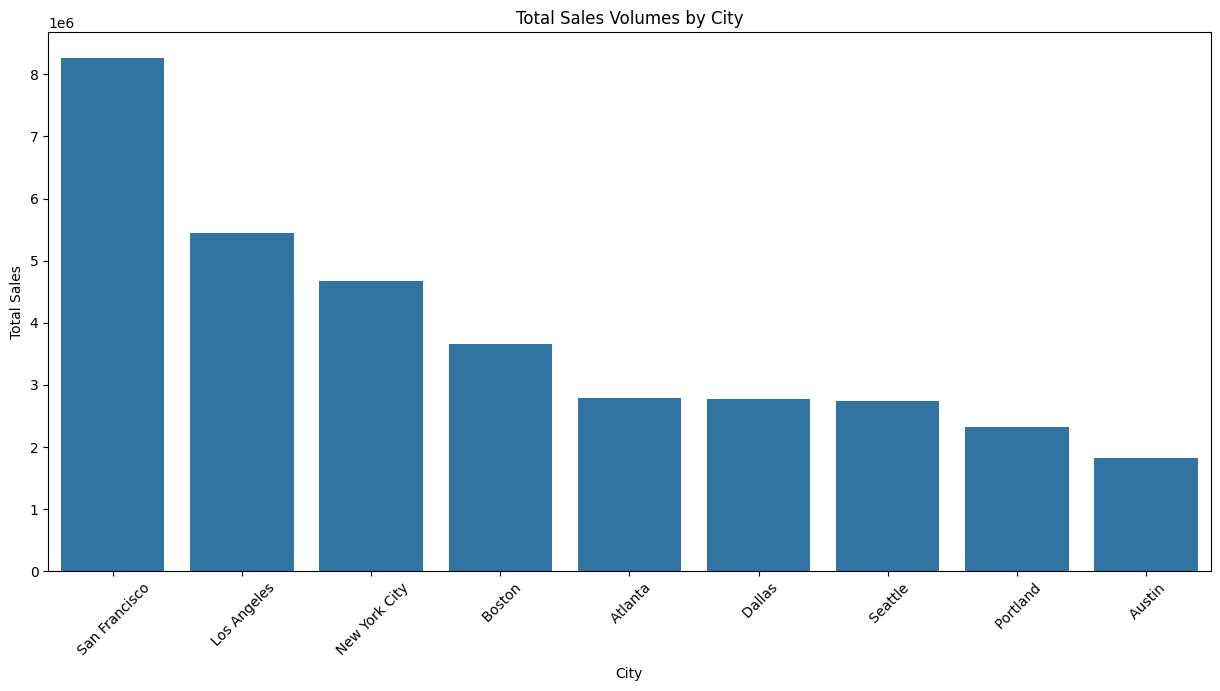 Total Sales Volumes by City
1e6
8
7
6
5
4
3
2
1
0
Total Sales
San Francisco
Los Angeles
New York City
Boston
Atlanta
Dallas
Seattle
Portland
Austin
City